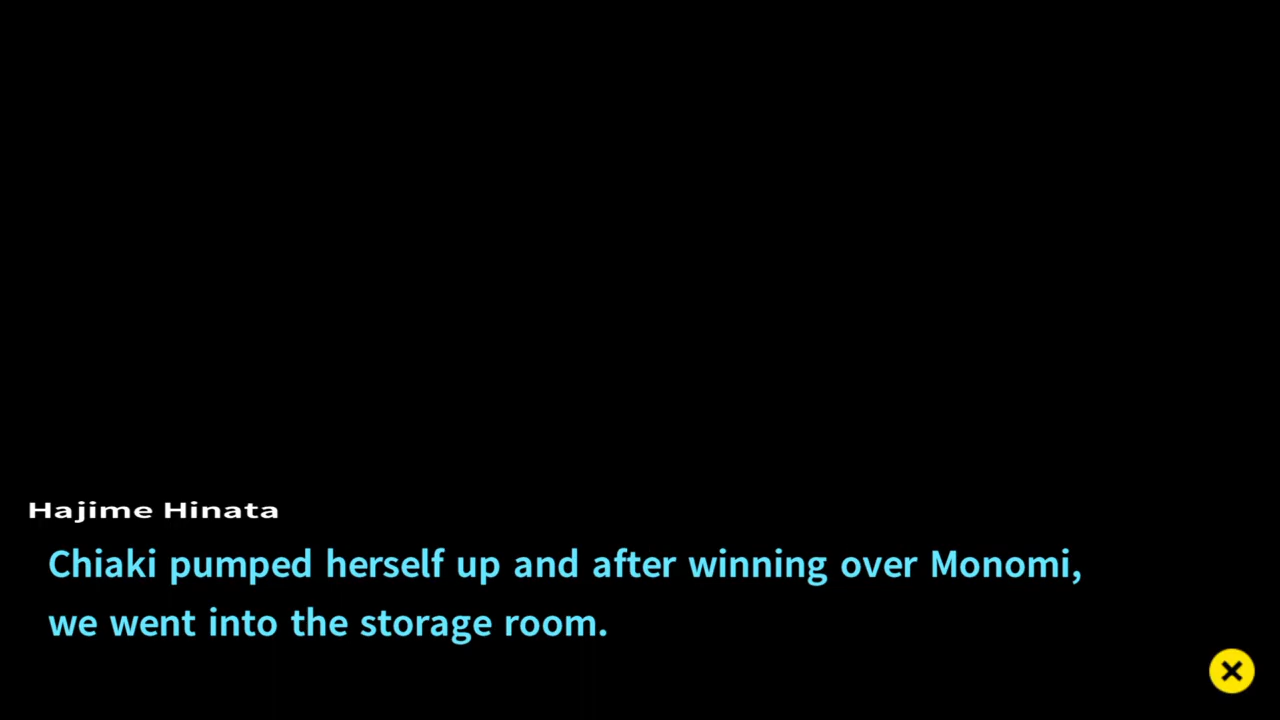 Hajime Hinata
Chiaki pumped herself up and after winning over Monomi,
we went into the storage room.